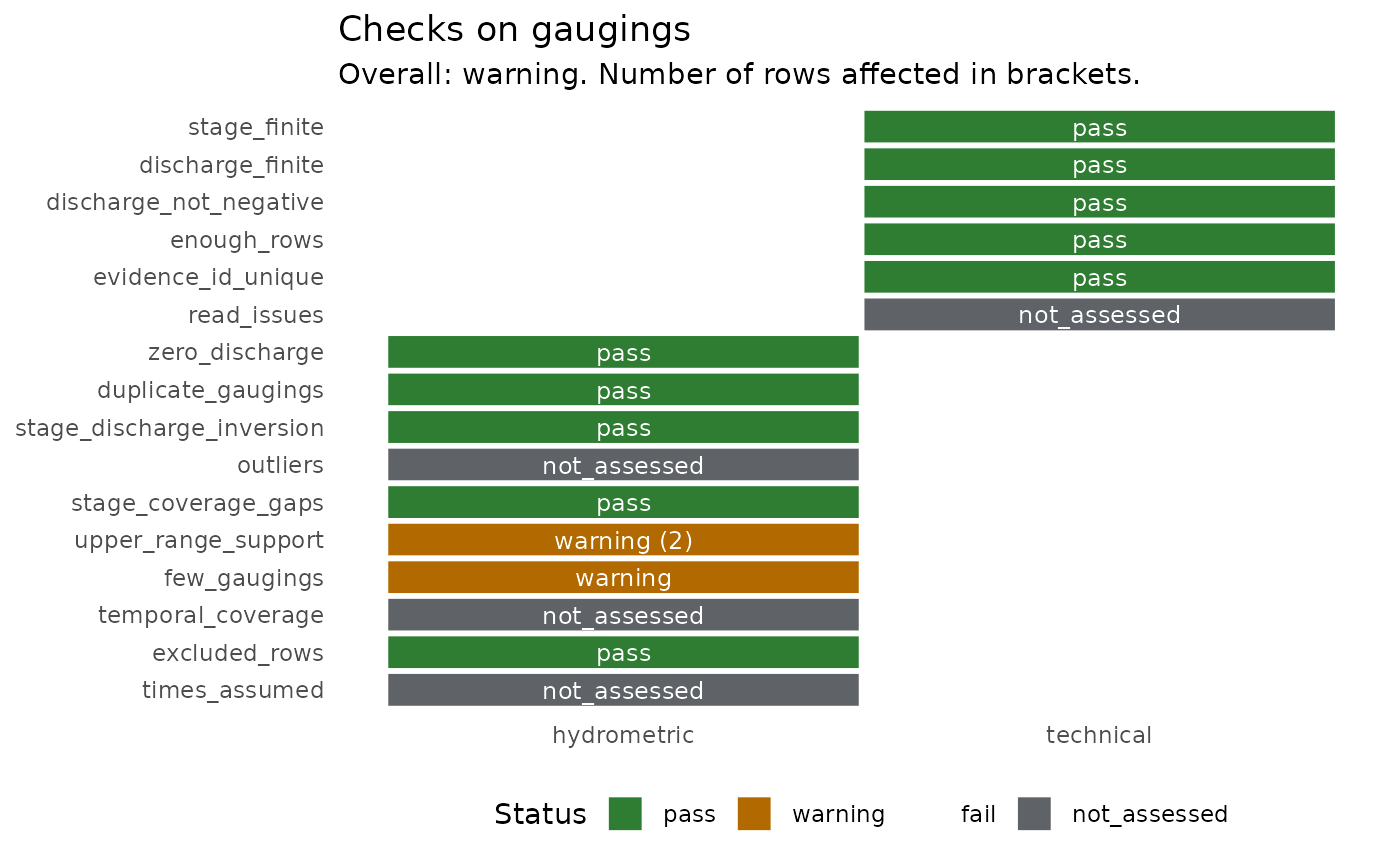 Checks on gaugings
Overall: warning. Number of rows affected in brackets.
stage_finite pass
discharge_finite pass
discharge_not_negative pass
enough_rows pass
evidence_id_unique pass
read_issues not_assessed
zero_discharge pass
duplicate_gaugings pass
stage_discharge_inversion pass
outliers not_assessed
stage_coverage_gaps pass
upper_range_support warning (2)
few_gaugings warning
temporal_coverage not_assessed
excluded_rows pass
times_assumed not_assessed
hydrometric technical
Status pass warning fail not_assessed